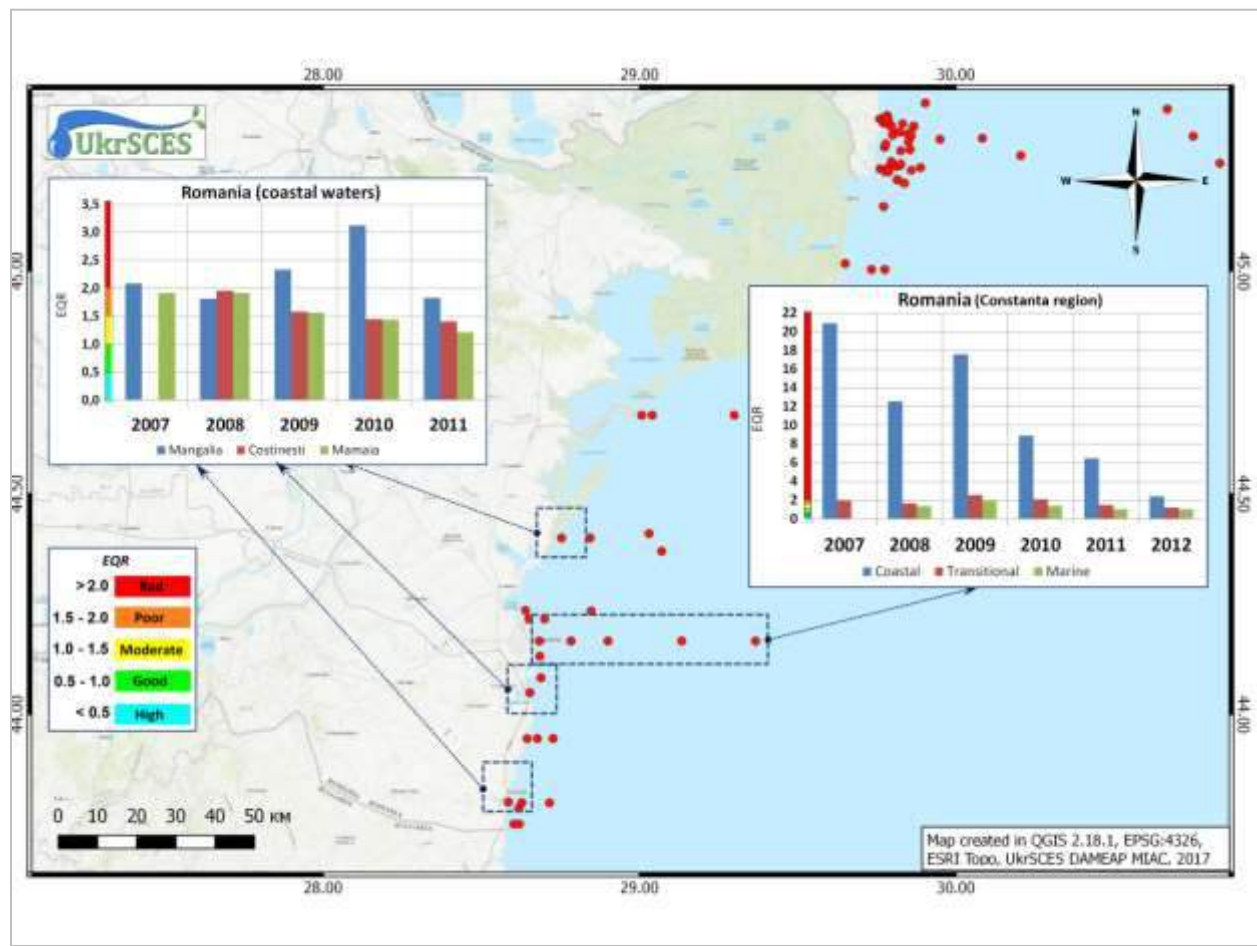 28.00 29.00 30.00
UkrSCES
N
W E
S
Romania (coastal waters)
3,5
3,0
2,5
2,0
1,5
1,0
0,5
0,0
EQR
2007 2008 2009 2010 2011
Mangalia Costinesti Mamaia
45.00 45.00
Romania (Constanta region)
22
20
18
16
14
12
10
8
6
4
2
0
EQR
2007 2008 2009 2010 2011 2012
Coastal Transitional Marine
44.50 44.50
EQR
> 2.0 Bad
1.5 - 2.0 Poor
1.0 - 1.5 Moderate
0.5 - 1.0 Good
< 0.5 High
44.00 44.00
0 10 20 30 40 50 км
Map created in QGIS 2.18.1, EPSG:4326,
ESRI Topo, UkrSCES DAMEAP MIAC, 2017
28.00 29.00 30.00